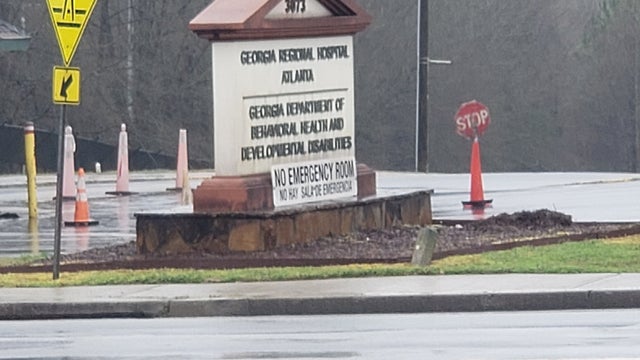 3073
GEORGIA REGIONAL HOSPITAL
ATLANTA
GEORGIA DEPARTMENT OF
BEHAVIORAL HEALTH AND
DEVELOPMENTAL DISABILITIES
NO EMERGENCY ROOM
NO HAY SALA DE EMERGENCIA
STOP